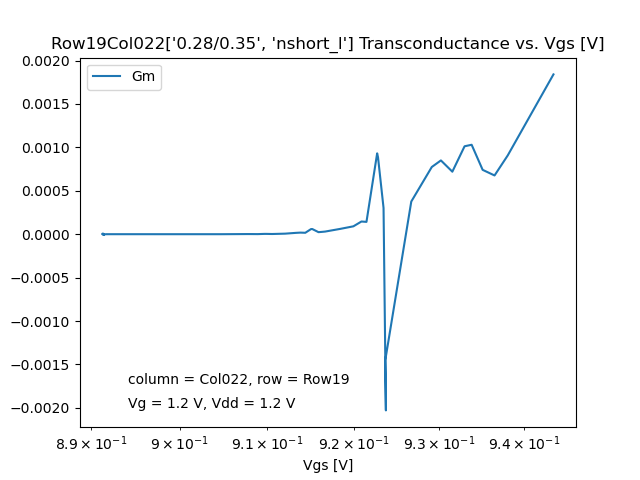 Row19Col022['0.28/0.35', 'nshort_l'] Transconductance vs. Vgs [V]
0.0020
Gm
0.0015
0.0010
0.0005
0.0000
−0.0005
−0.0010
−0.0015
column = Col022, row = Row19
Vg = 1.2 V, Vdd = 1.2 V
−0.0020
8.9 × 10⁻¹ 9 × 10⁻¹ 9.1 × 10⁻¹ 9.2 × 10⁻¹ 9.3 × 10⁻¹ 9.4 × 10⁻¹
Vgs [V]